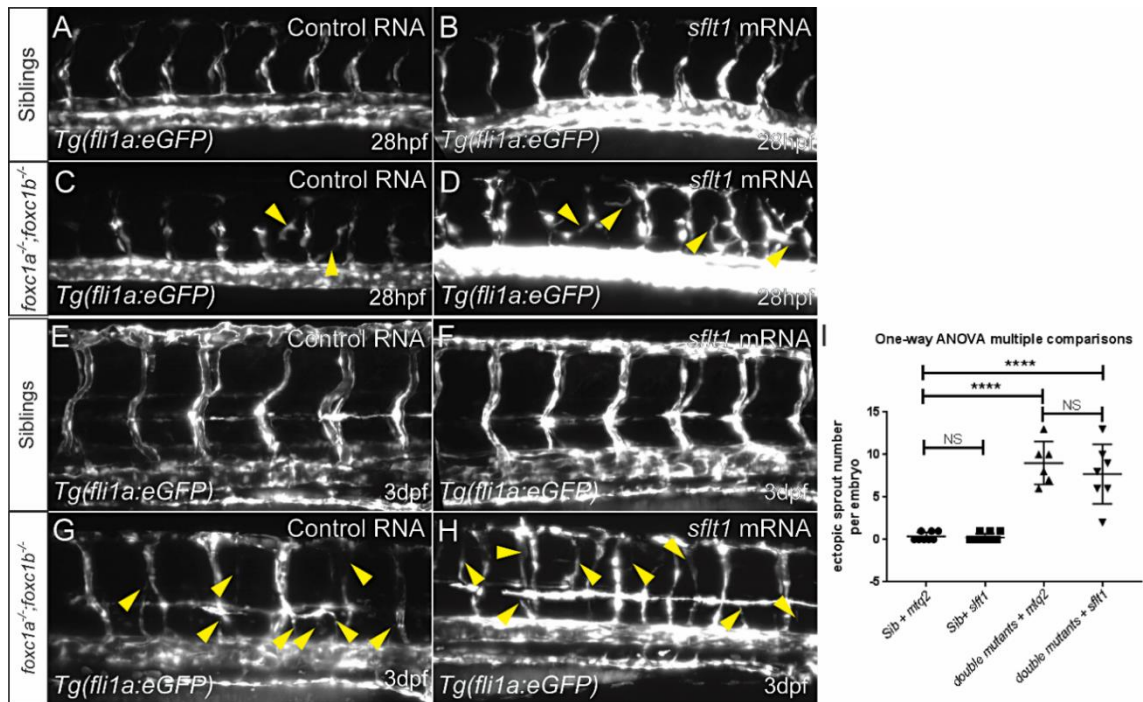 Siblings
A Control RNA
Tg(fli1a:eGFP) 28hpf
B sflt1 mRNA
Tg(fli1a:eGFP) 28hpf
foxc1a-/-;foxc1b-/-
C Control RNA
Tg(fli1a:eGFP) 28hpf
D sflt1 mRNA
Tg(fli1a:eGFP) 28hpf
Siblings
E Control RNA
Tg(fli1a:eGFP) 3dpf
F sflt1 mRNA
Tg(fli1a:eGFP) 3dpf
foxc1a-/-;foxc1b-/-
G Control RNA
Tg(fli1a:eGFP) 3dpf
H sflt1 mRNA
Tg(fli1a:eGFP) 3dpf
I
One-way ANOVA multiple comparisons
****
****
NS
NS
ectopic sprout number
per embryo
15
10
5
0
-5
Sib + mfq2
Sib+ sflt1
double mutants + mfq2
double mutants + sflt1